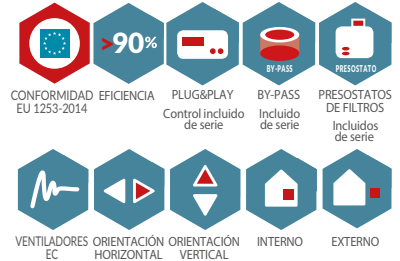 >90%
BY-PASS
PRESOSTATO
CONFORMIDAD
EU 1253-2014
EFICIENCIA
PLUG&PLAY
Control incluido
de serie
BY-PASS
Incluido
de serie
PRESOSTATOS
DE FILTROS
Incluidos
de serie
VENTILADORES
EC
ORIENTACIÓN
HORIZONTAL
ORIENTACIÓN
VERTICAL
INTERNO
EXTERNO